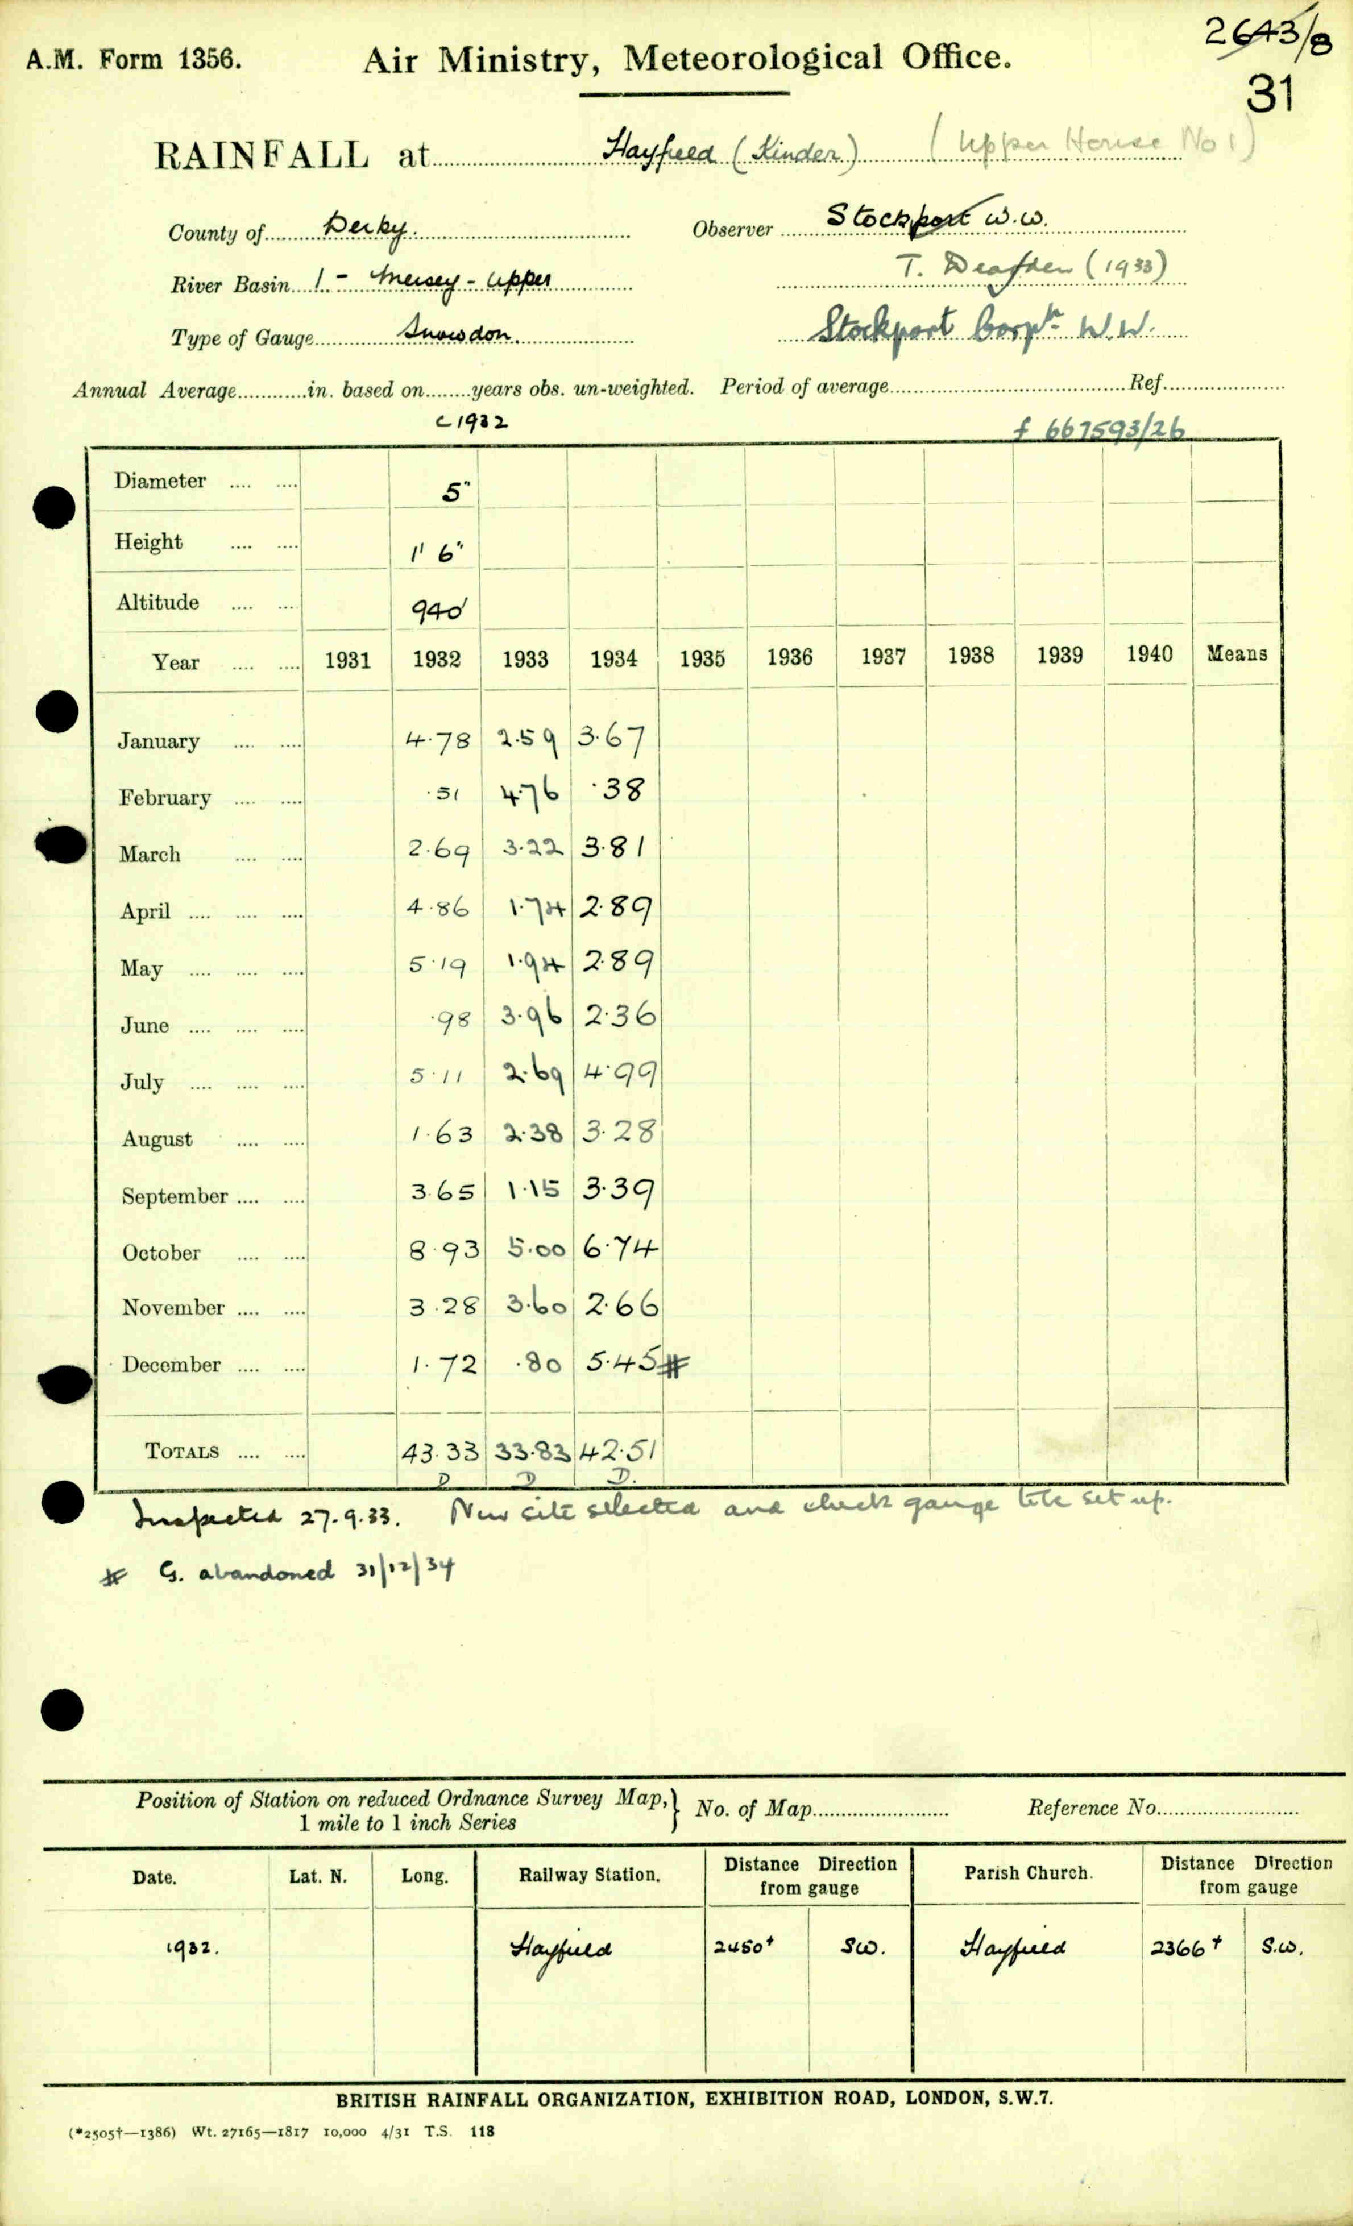 2643/8
A.M. Form 1356. Air Ministry, Meteorological Office.
31
RAINFALL at Hayfield (Kinder) (Upper House No 1)
County of Derby. Observer Stockport W.W.
River Basin 1. - Mersey - Upper T. (1933)
Type of Gauge Snowdon. Stockport Corpn. W.W.
Annual Average............in. based on........years obs. un-weighted. Period of average............Ref............
c 1932 f 667593/26
Diameter .... .... 5"
Height .... .... 1' 6"
Altitude .... .... 940'
Year .... .... 1931 1932 1933 1934 1935 1936 1937 1938 1939 1940 Means
January .... .... 4.78 2.59 3.67
February .... .... .51 4.76 .38
March .... .... 2.69 3.22 3.81
April .... .... .... 4.86 1.74 2.89
May .... .... .... 5.19 1.94 2.89
June .... .... .... .98 3.96 2.36
July .... .... .... 5.11 2.69 4.99
August .... .... 1.63 2.38 3.28
September .... .... 3.65 1.15 3.39
October .... .... 8.93 5.00 6.74
November .... .... 3.28 3.60 2.66
December .... .... 1.72 .80 5.45#
TOTALS .... .... 43.33 33.83 42.51
D D D.
Inspected 27.9.33. New site selected and check gauge to be set up.
# G. abandoned 31/12/34
Position of Station on reduced Ordnance Survey Map, } No. of Map............ Reference No............
1 mile to 1 inch Series
Date. Lat. N. Long. Railway Station. Distance Direction from gauge Parish Church. Distance Direction from gauge
1932. Hayfield 2450+ SW. Hayfield 2366+ S.W.
BRITISH RAINFALL ORGANIZATION, EXHIBITION ROAD, LONDON, S.W.7.
(*2505†—1386) Wt. 27165—1817 10,000 4/31 T.S. 118